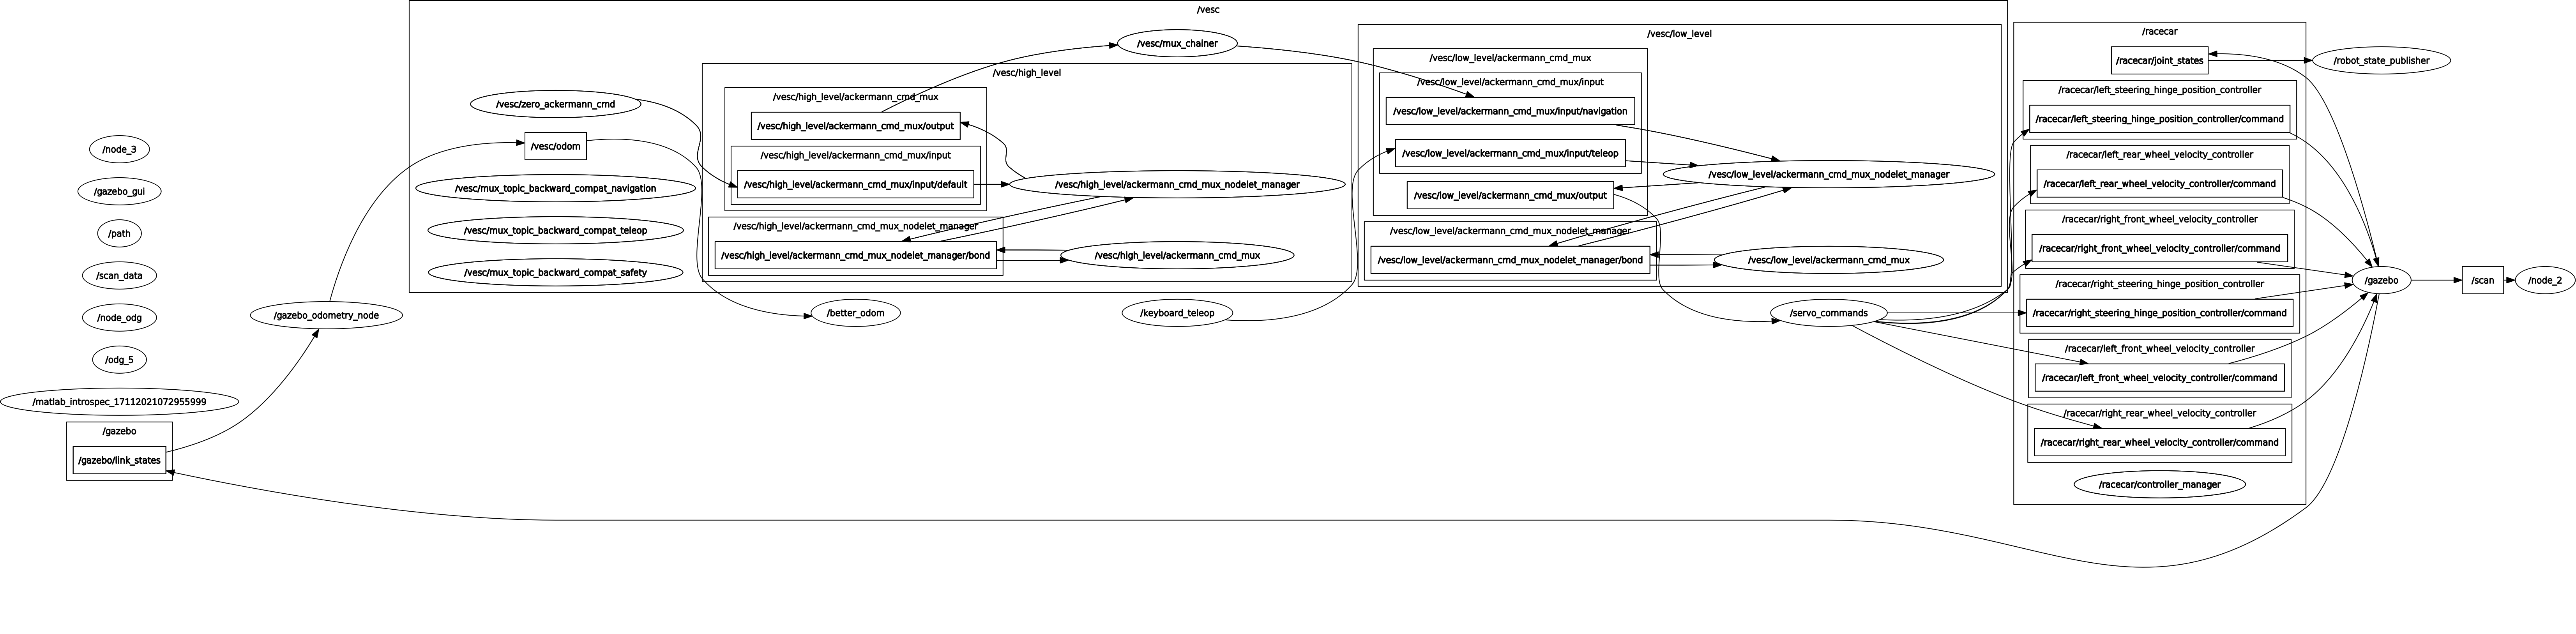 /node_3
/gazebo_gui
/path
/scan_data
/node_odg
/odg_5
/matlab_introspec_17112021072955999
/gazebo
/gazebo/link_states
/gazebo_odometry_node
/vesc
/vesc/zero_ackermann_cmd
/vesc/odom
/vesc/mux_topic_backward_compat_navigation
/vesc/mux_topic_backward_compat_teleop
/vesc/mux_topic_backward_compat_safety
/vesc/high_level
/vesc/high_level/ackermann_cmd_mux
/vesc/high_level/ackermann_cmd_mux/output
/vesc/high_level/ackermann_cmd_mux/input
/vesc/high_level/ackermann_cmd_mux/input/default
/vesc/high_level/ackermann_cmd_mux_nodelet_manager
/vesc/high_level/ackermann_cmd_mux_nodelet_manager/bond
/better_odom
/vesc/mux_chainer
/vesc/high_level/ackermann_cmd_mux_nodelet_manager
/vesc/high_level/ackermann_cmd_mux
/keyboard_teleop
/vesc/low_level
/vesc/low_level/ackermann_cmd_mux
/vesc/low_level/ackermann_cmd_mux/input
/vesc/low_level/ackermann_cmd_mux/input/navigation
/vesc/low_level/ackermann_cmd_mux/input/teleop
/vesc/low_level/ackermann_cmd_mux/output
/vesc/low_level/ackermann_cmd_mux_nodelet_manager
/vesc/low_level/ackermann_cmd_mux_nodelet_manager/bond
/vesc/low_level/ackermann_cmd_mux_nodelet_manager
/vesc/low_level/ackermann_cmd_mux
/servo_commands
/racecar
/racecar/joint_states
/racecar/left_steering_hinge_position_controller
/racecar/left_steering_hinge_position_controller/command
/racecar/left_rear_wheel_velocity_controller
/racecar/left_rear_wheel_velocity_controller/command
/racecar/right_front_wheel_velocity_controller
/racecar/right_front_wheel_velocity_controller/command
/racecar/right_steering_hinge_position_controller
/racecar/right_steering_hinge_position_controller/command
/racecar/left_front_wheel_velocity_controller
/racecar/left_front_wheel_velocity_controller/command
/racecar/right_rear_wheel_velocity_controller
/racecar/right_rear_wheel_velocity_controller/command
/racecar/controller_manager
/robot_state_publisher
/gazebo
/scan
/node_2